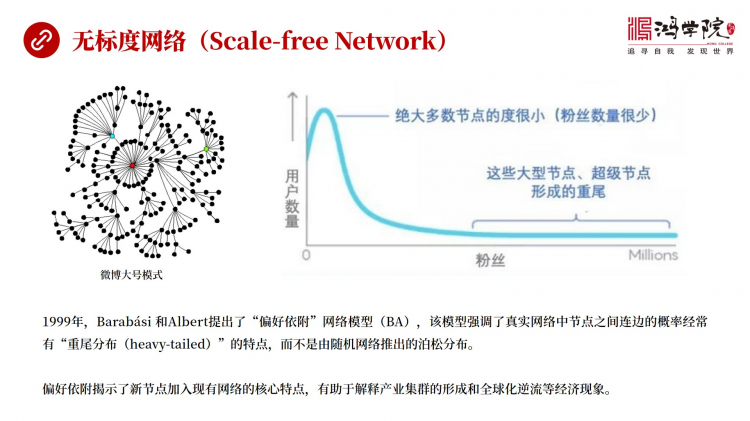 无标度网络（Scale-free Network）
鸿学院
HONG COLLEGE
追寻自我 发现世界
绝大多数节点的度很小（粉丝数量很少）
这些大型节点、超级节点
形成的重尾
用户数量
0
粉丝
Millions
微博大号模式
1999年，Barabási 和Albert提出了“偏好依附”网络模型（BA），该模型强调了真实网络中节点之间连边的概率经常
有“重尾分布（heavy-tailed）”的特点，而不是由随机网络推出的泊松分布。
偏好依附揭示了新节点加入现有网络的核心特点，有助于解释产业集群的形成和全球化逆流等经济现象。